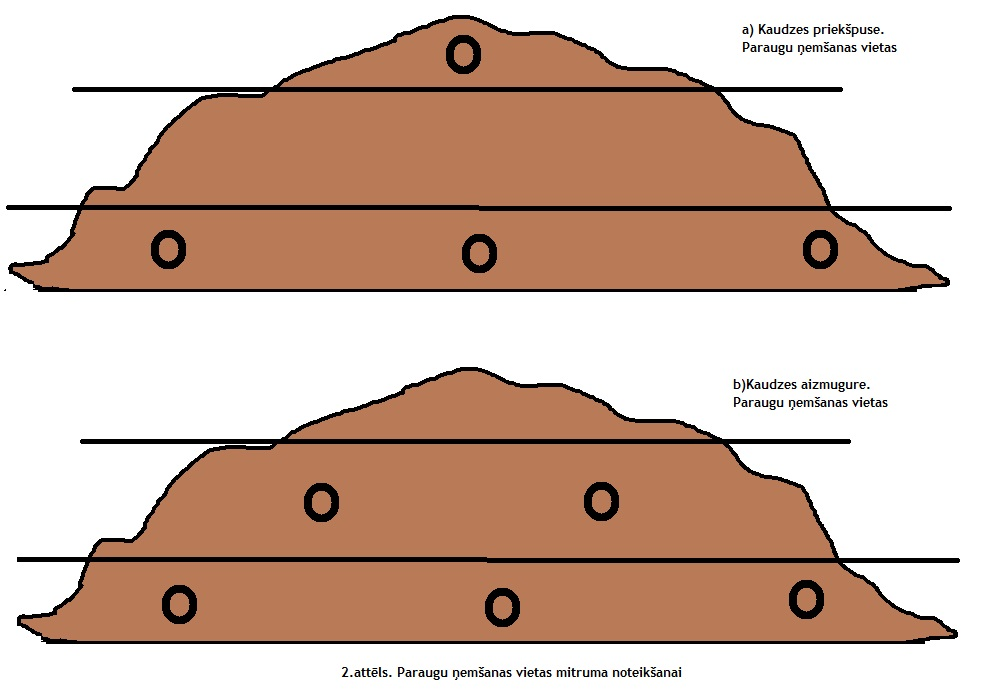 a) Kaudzes priekšpuse.
Paraugu ņemšanas vietas
b)Kaudzes aizmugure.
Paraugu ņemšanas vietas
2.attēls. Paraugu ņemšanas vietas mitruma noteikšanai